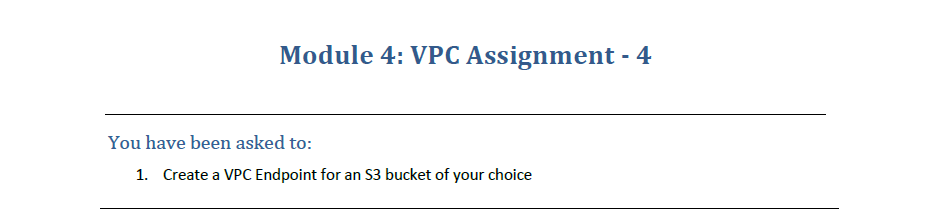 Module 4: VPC Assignment - 4
You have been asked to:
1. Create a VPC Endpoint for an S3 bucket of your choice